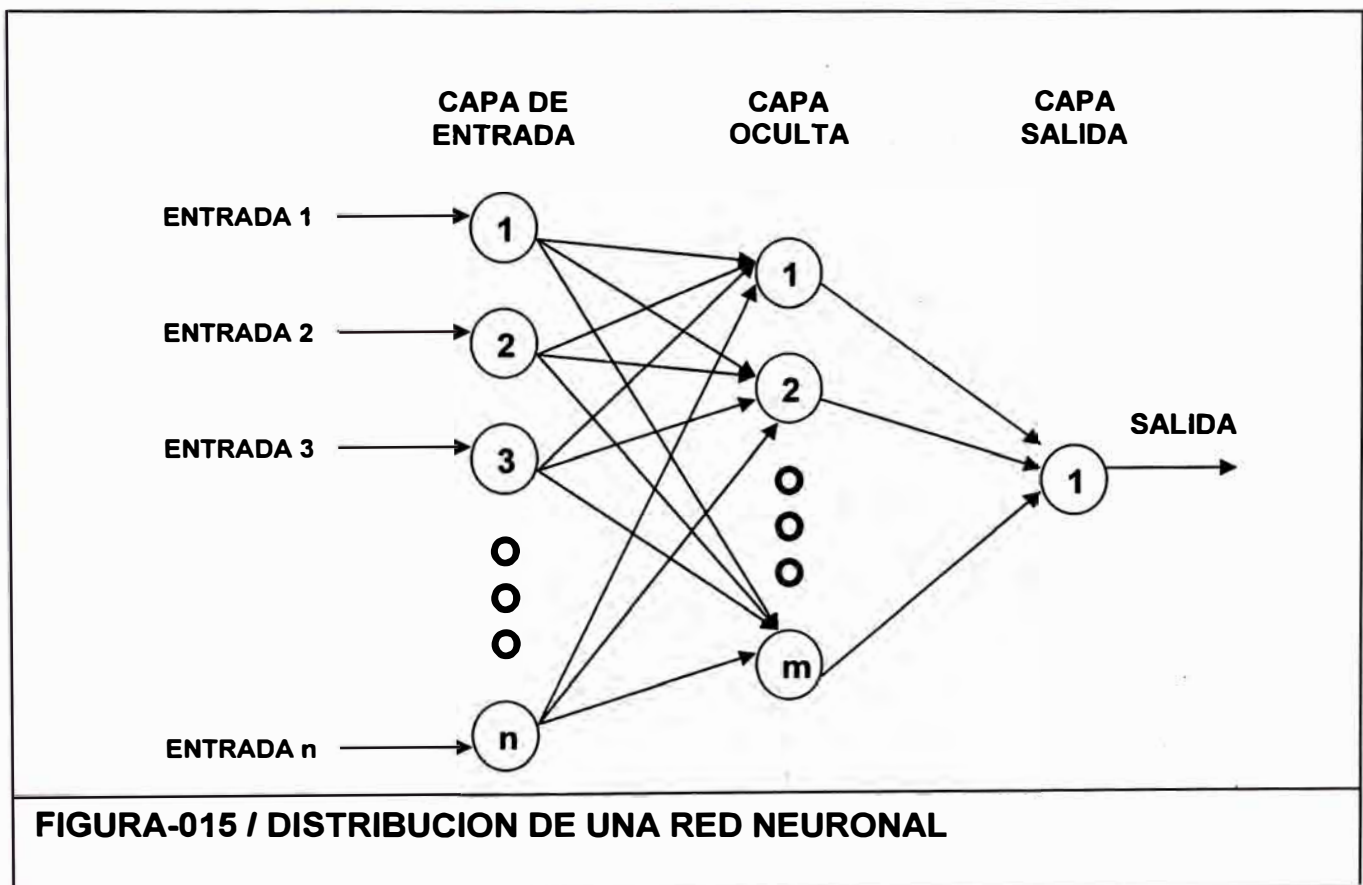 CAPA DE
ENTRADA
CAPA
OCULTA
CAPA
SALIDA
ENTRADA 1
1
1
ENTRADA 2
2
2
ENTRADA 3
3
SALIDA
1
m
ENTRADA n
n
FIGURA-015 / DISTRIBUCION DE UNA RED NEURONAL